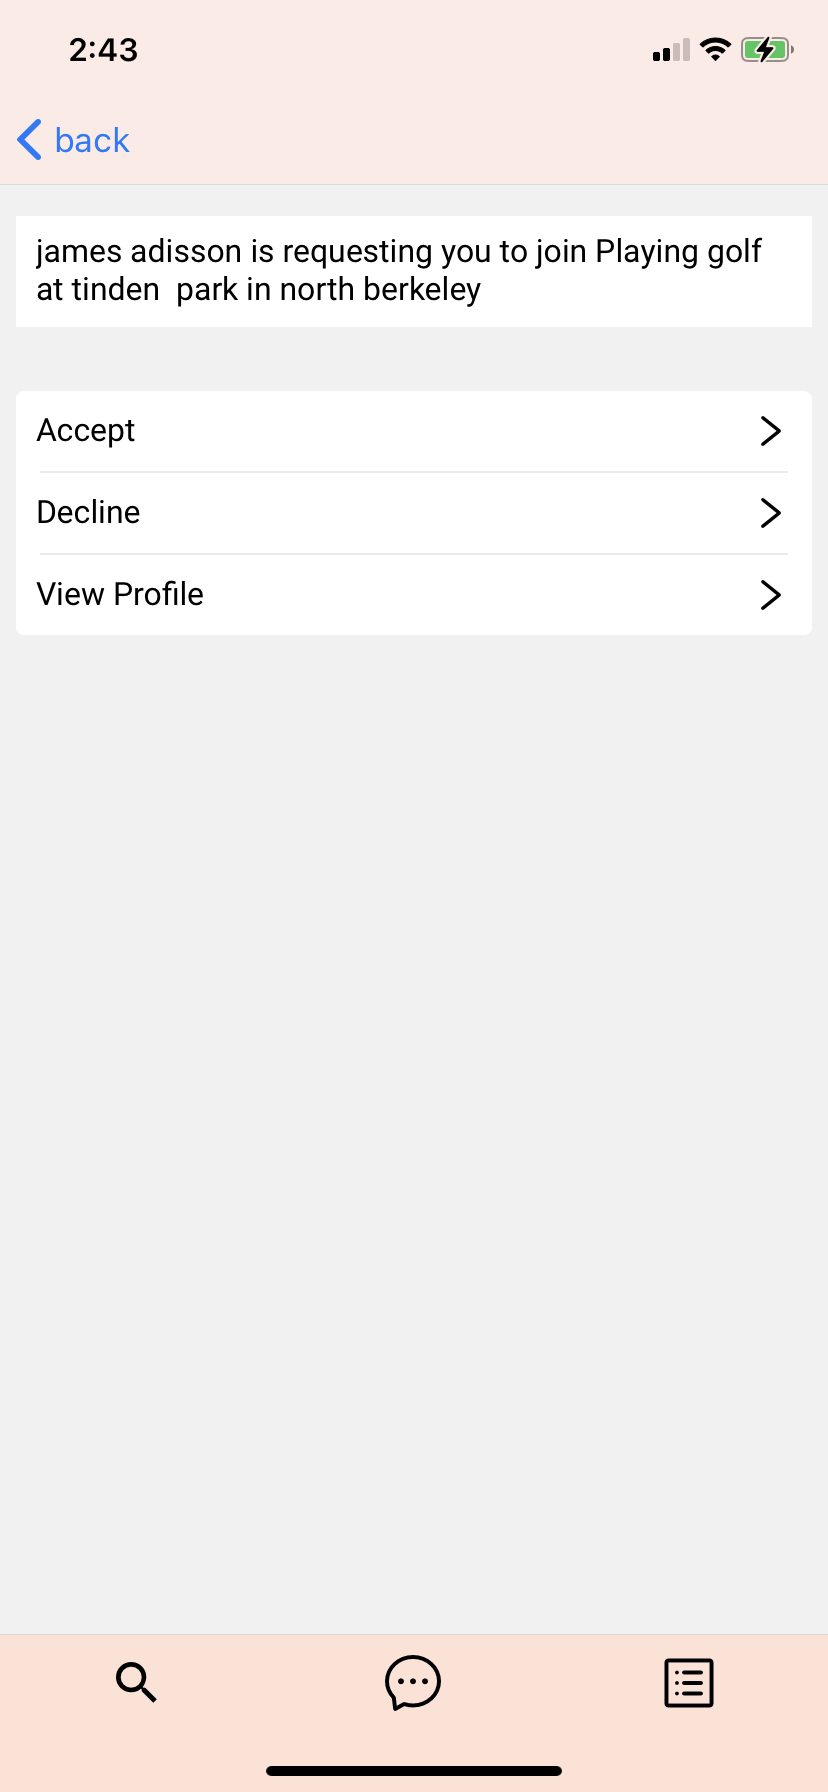 2:43
back
james adisson is requesting you to join Playing golf
at tinden  park in north berkeley
Accept
Decline
View Profile